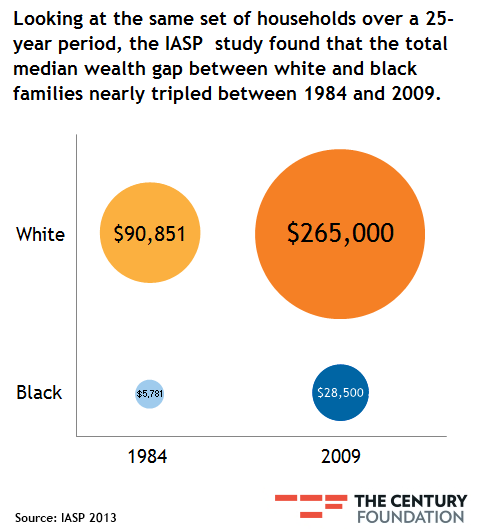 Looking at the same set of households over a 25-
year period, the IASP study found that the total
median wealth gap between white and black
families nearly tripled between 1984 and 2009.
White
$90,851
$265,000
Black
$5,781
$28,500
1984
2009
Source: IASP 2013
THE CENTURY
FOUNDATION